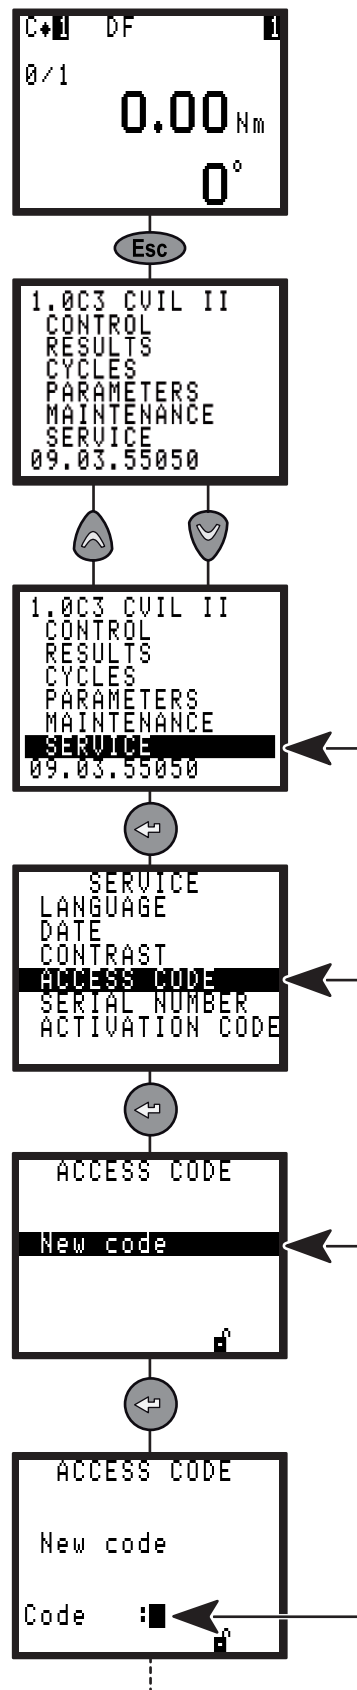 C♦1 DF 1
0/1
0.00 Nm
0°
Esc
1.0C3 CVIL II
CONTROL
RESULTS
CYCLES
PARAMETERS
MAINTENANCE
SERVICE
09.03.55050
1.0C3 CVIL II
CONTROL
RESULTS
CYCLES
PARAMETERS
MAINTENANCE
SERVICE
09.03.55050
SERVICE
LANGUAGE
DATE
CONTRAST
ACCESS CODE
SERIAL NUMBER
ACTIVATION CODE
ACCESS CODE
New code
ACCESS CODE
New code
Code :